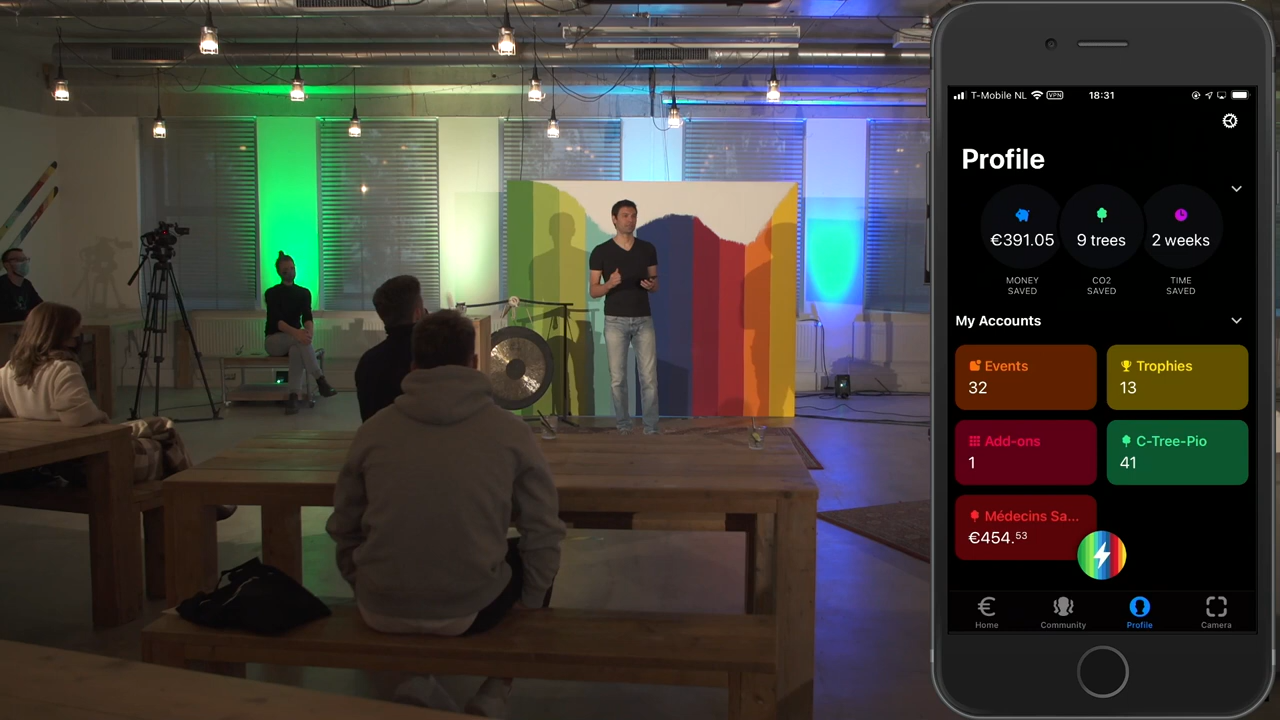 T-Mobile NL VPN 18:31
Profile
€391.05 9 trees 2 weeks
MONEY SAVED CO2 SAVED TIME SAVED
My Accounts
Events Trophies
32 13
Add-ons C-Tree-Pio
1 41
Médecins Sa...
€454.53
Home Community Profile Camera